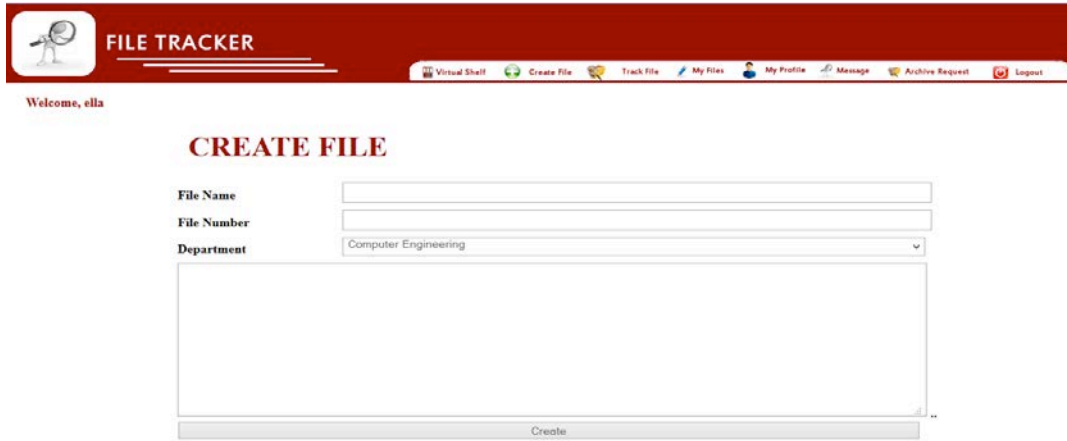 FILE TRACKER
Virtual Shelf Create File Track File My Files My Profile Message Archive Request Logout
Welcome, ella
CREATE FILE
File Name
File Number
Department Computer Engineering
..
Create